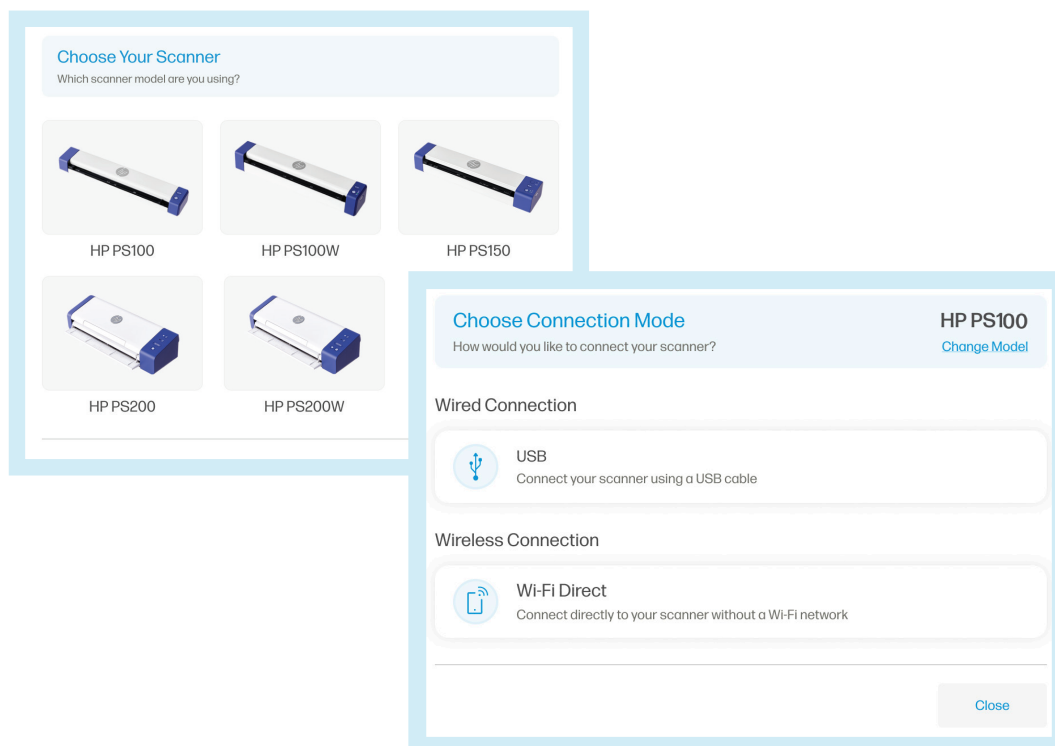 Choose Your Scanner
Which scanner model are you using?
HP PS100
HP PS100W
HP PS150
HP PS200
HP PS200W
Choose Connection Mode
HP PS100
How would you like to connect your scanner?
Change Model
Wired Connection
USB
Connect your scanner using a USB cable
Wireless Connection
Wi-Fi Direct
Connect directly to your scanner without a Wi-Fi network
Close